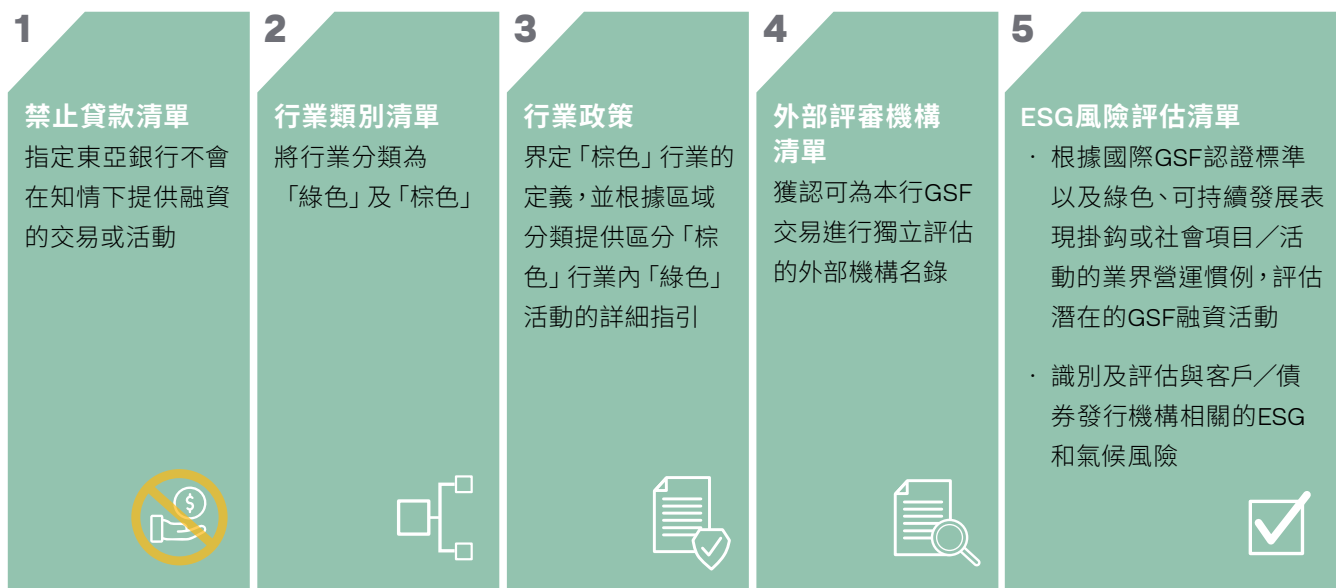 1
禁止貸款清單
指定東亞銀行不會
在知情下提供融資
的交易或活動
2
行業類別清單
將行業分類為
「綠色」及「棕色」
3
行業政策
界定「棕色」行業的
定義，並根據區域
分類提供區分「棕
色」行業內「綠色」
活動的詳細指引
4
外部評審機構
清單
獲認可為本行GSF
交易進行獨立評估
的外部機構名錄
5
ESG風險評估清單
· 根據國際GSF認證標準
以及綠色、可持續發展表
現掛鈎或社會項目／活
動的業界營運慣例，評估
潛在的GSF融資活動
· 識別及評估與客戶／債
券發行機構相關的ESG
和氣候風險
$